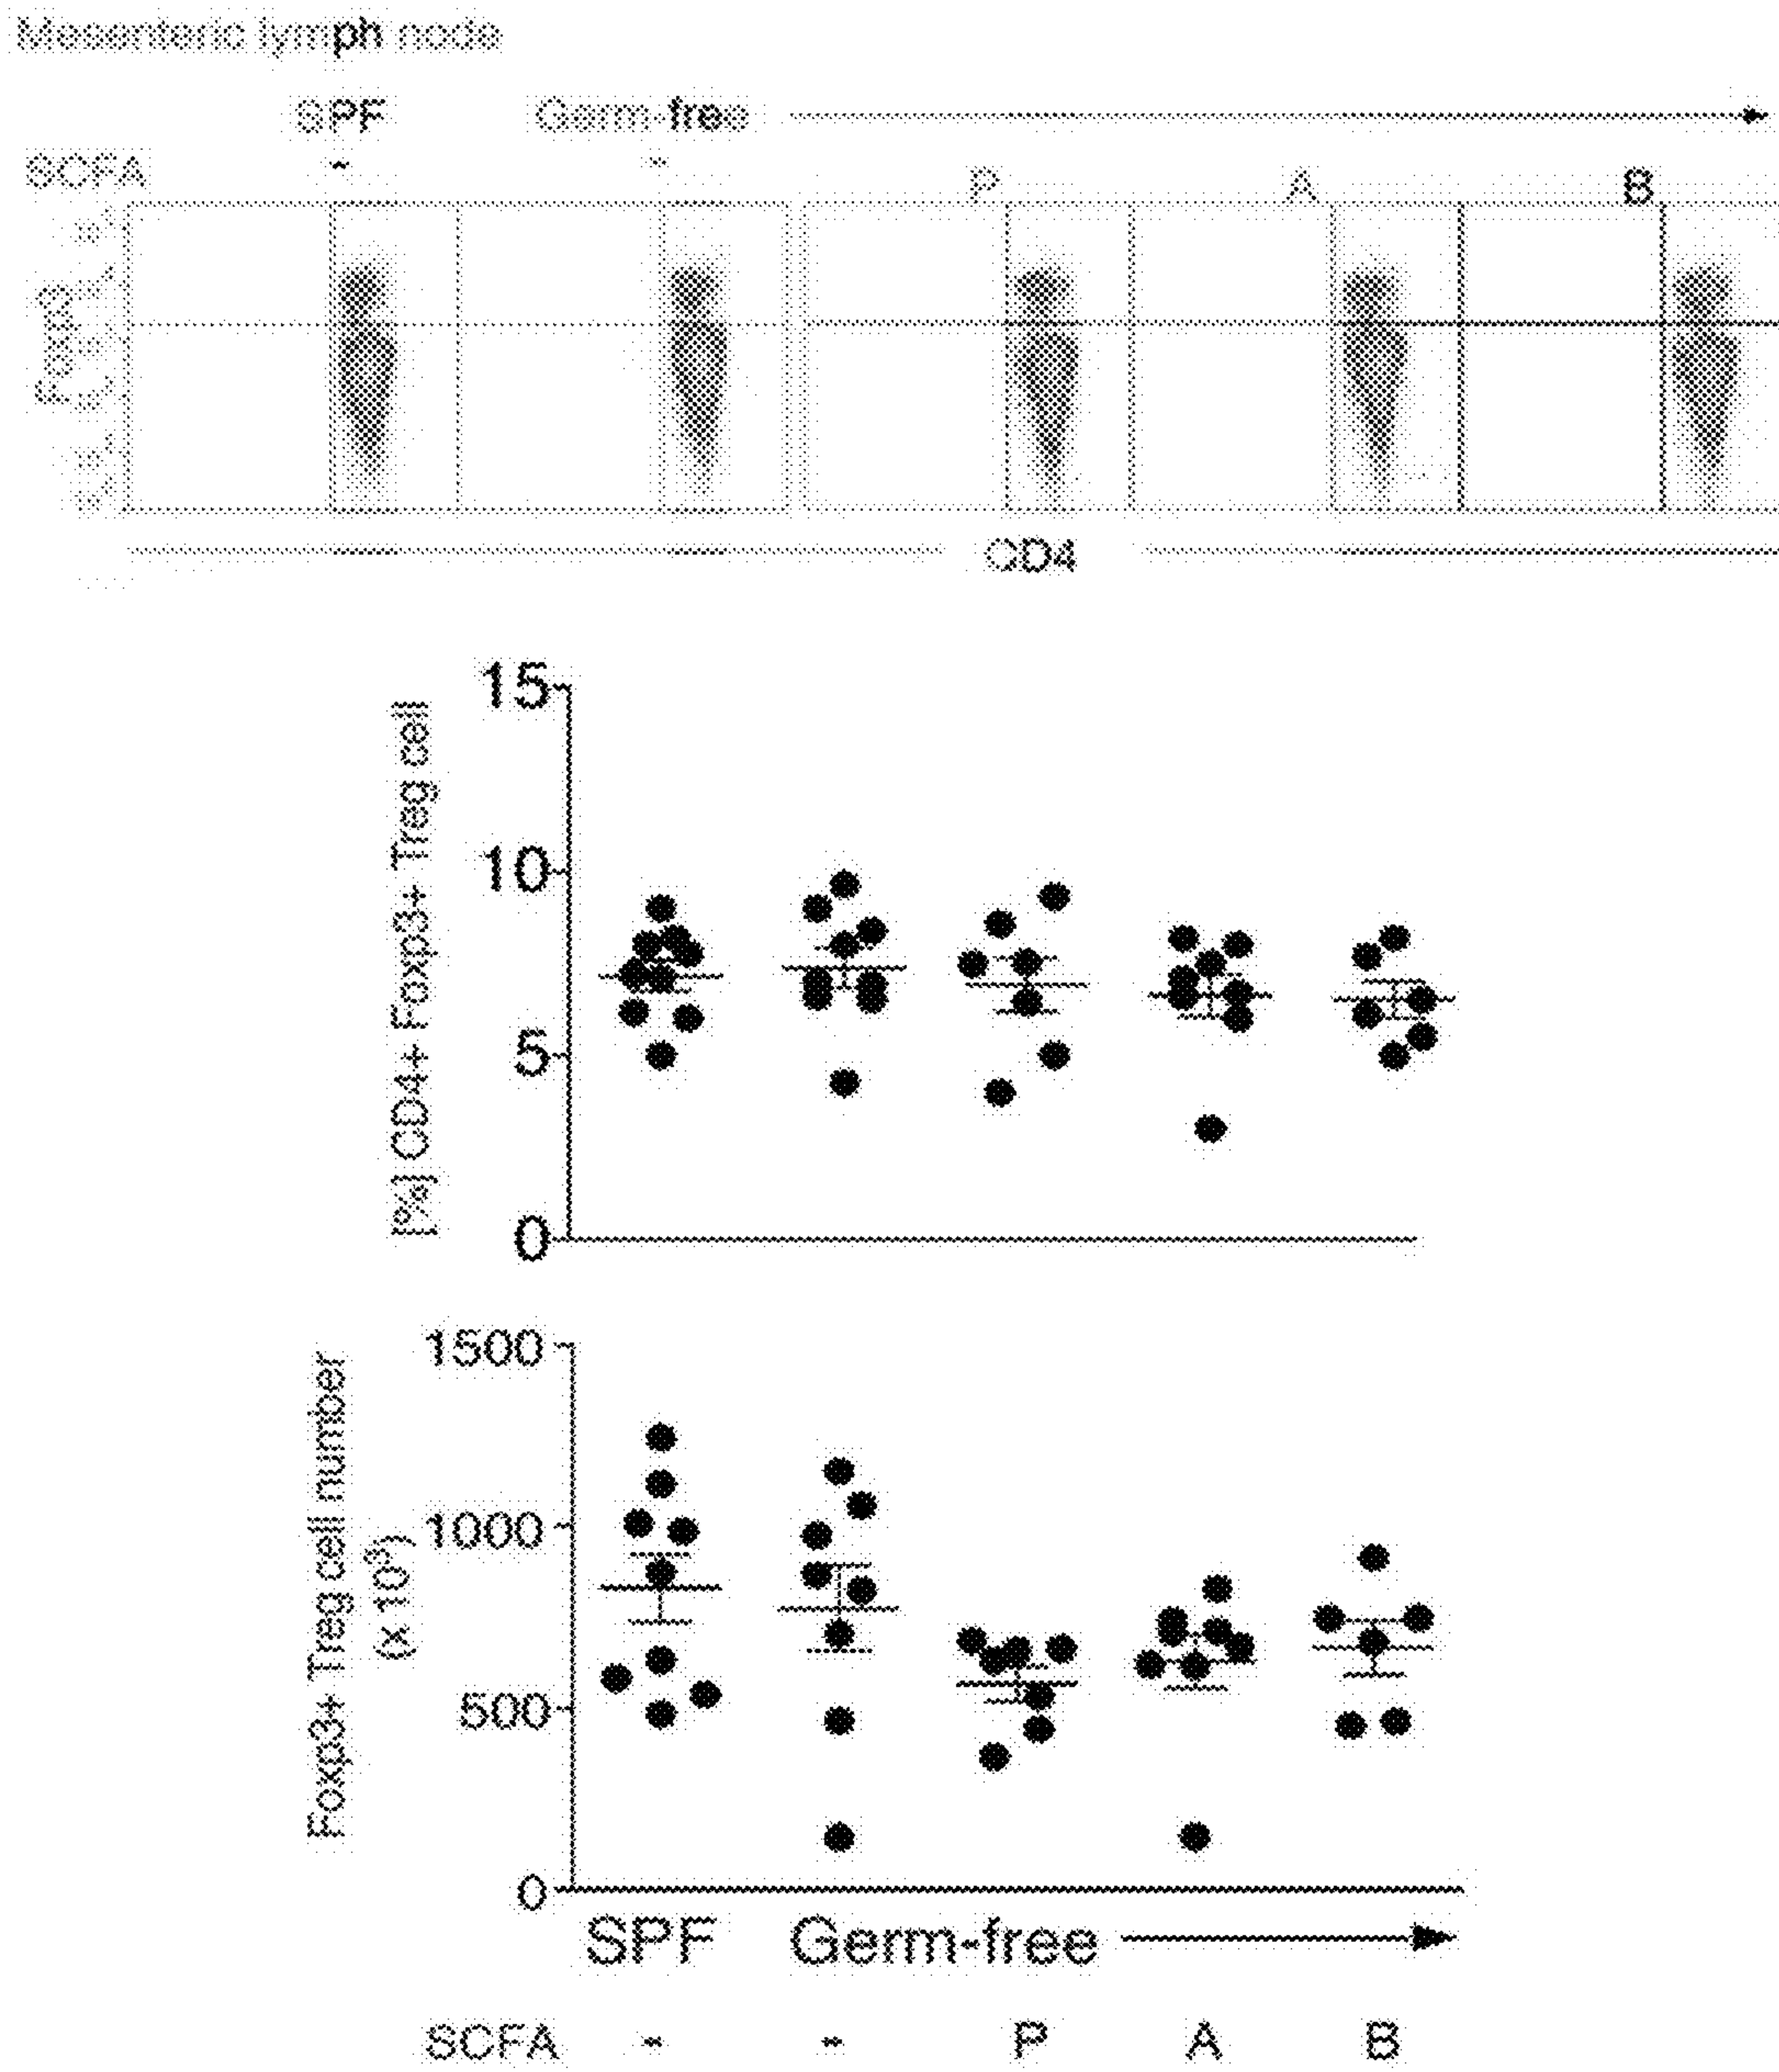 Mesenteric lymph node
SPF Germ-free
SCFA - - P A B
Foxp3
CD4
[%] CD4+ Foxp3+ Treg cell
15
10
5
0
Foxp3+ Treg cell number
(x 10³)
1500
1000
500
0
SPF Germ-free
SCFA - - P A B